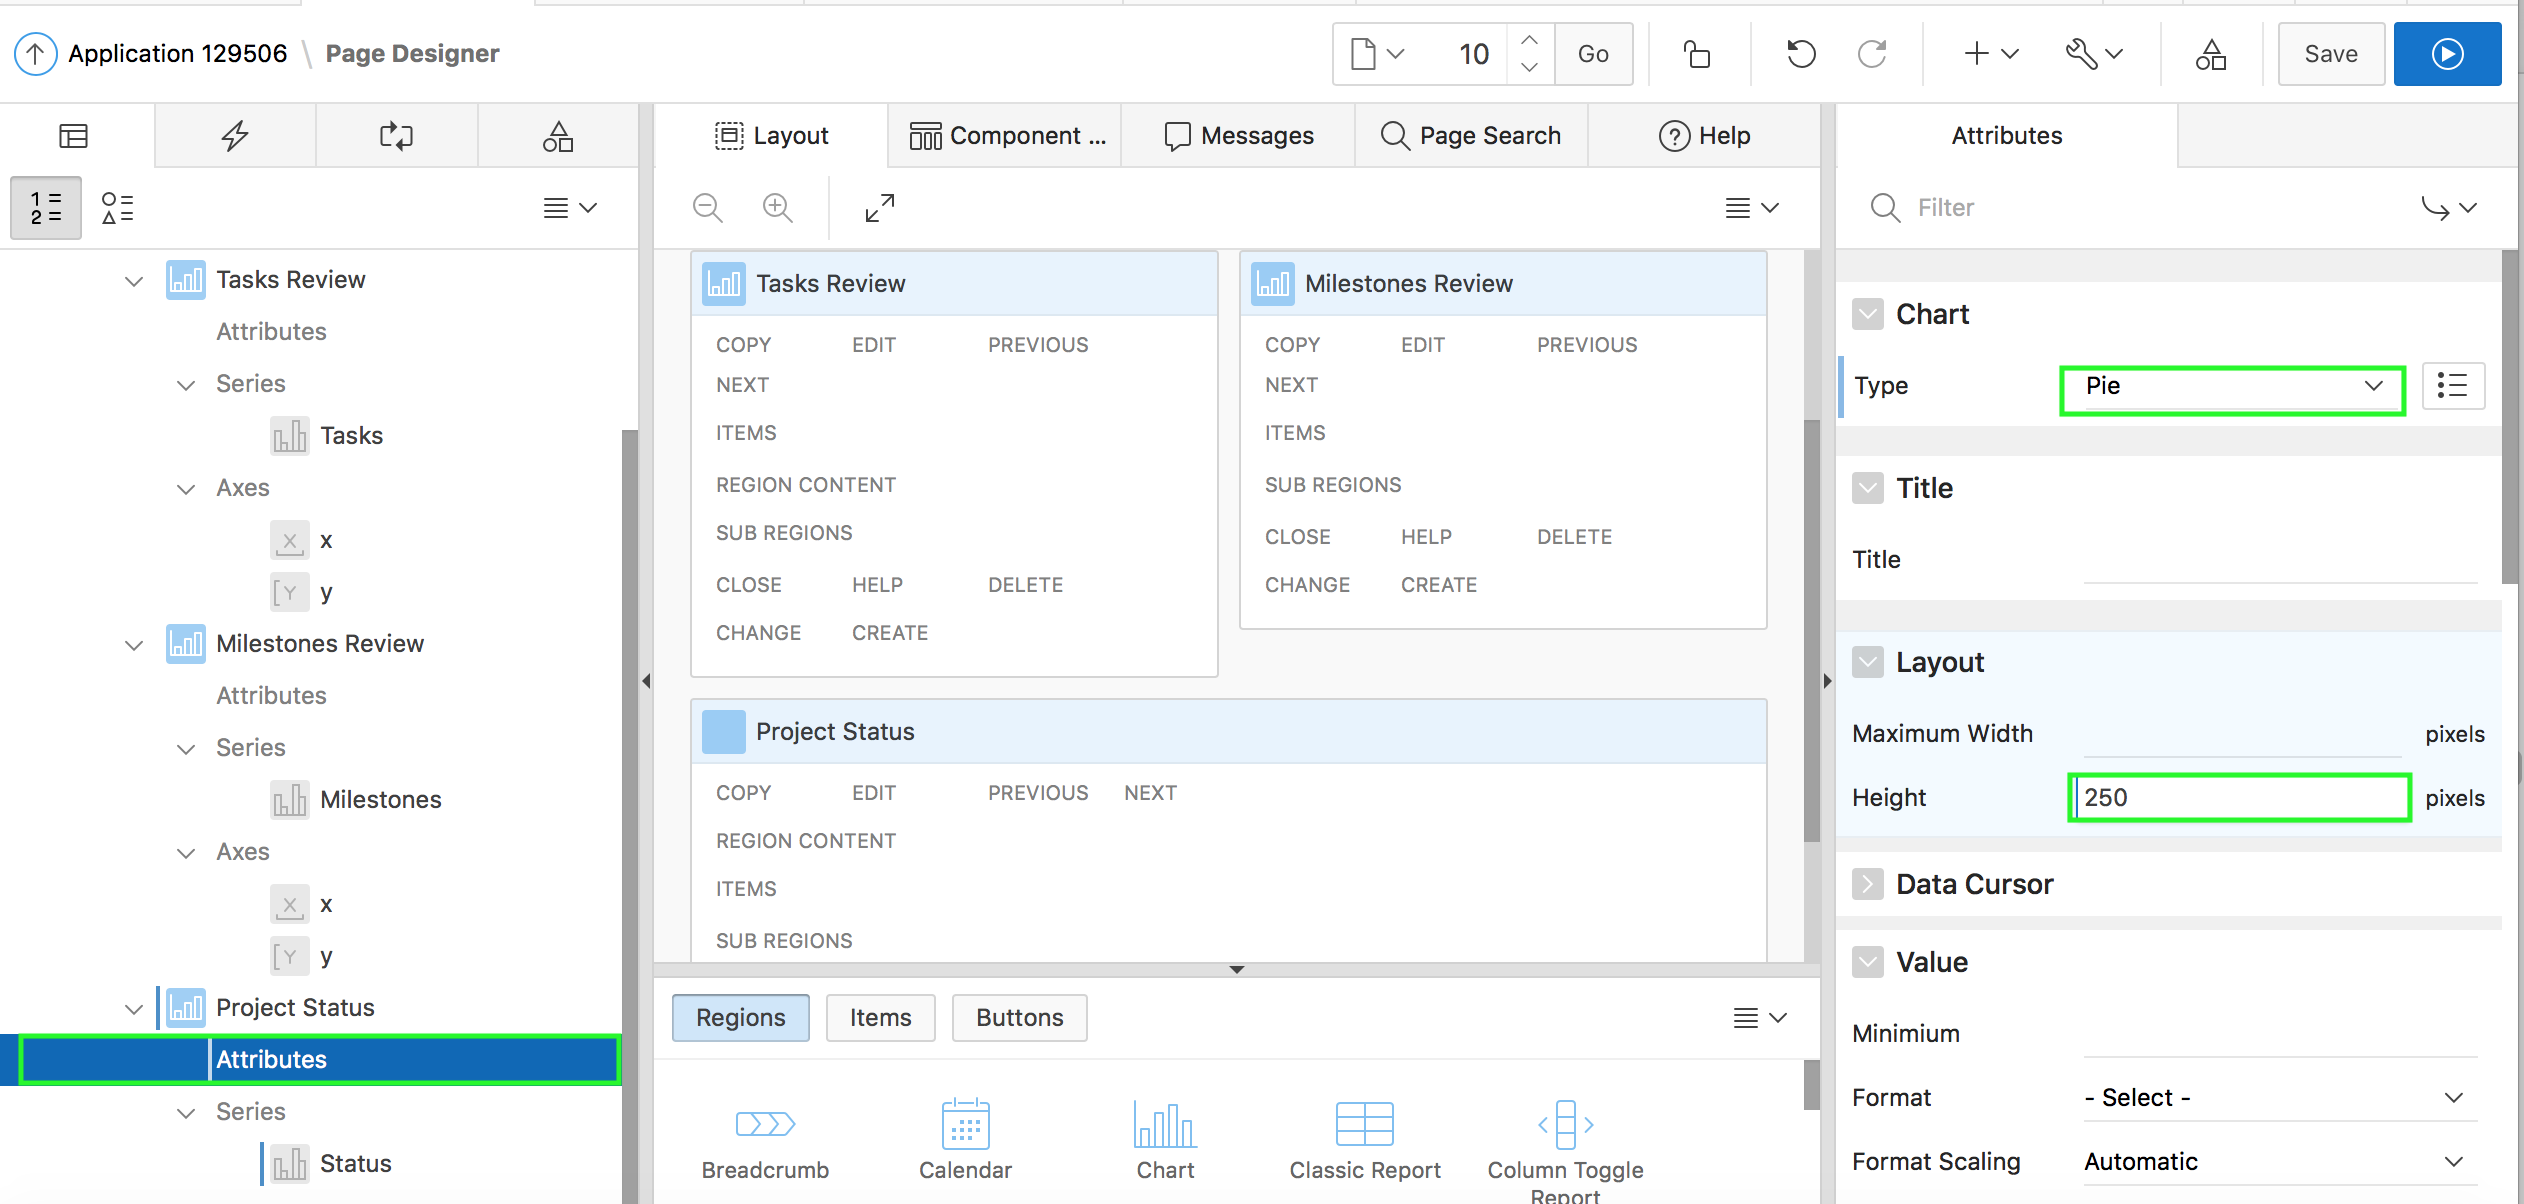 Application 129506 \ Page Designer
10
Go
Save
Layout
Component ...
Messages
Page Search
Help
Attributes
1
2
Filter
Tasks Review
Attributes
Series
Tasks
Axes
X x
Y y
Milestones Review
Attributes
Series
Milestones
Axes
X x
Y y
Project Status
Attributes
Series
Status
Tasks Review
COPY EDIT PREVIOUS
NEXT
ITEMS
REGION CONTENT
SUB REGIONS
CLOSE HELP DELETE
CHANGE CREATE
Milestones Review
COPY EDIT PREVIOUS
NEXT
ITEMS
SUB REGIONS
CLOSE HELP DELETE
CHANGE CREATE
Project Status
COPY EDIT PREVIOUS NEXT
REGION CONTENT
ITEMS
SUB REGIONS
Regions
Items
Buttons
Breadcrumb
Calendar
Chart
Classic Report
Column Toggle
Report
Chart
Type Pie
Title
Title
Layout
Maximum Width pixels
Height 250 pixels
Data Cursor
Value
Minimium
Format - Select -
Format Scaling Automatic